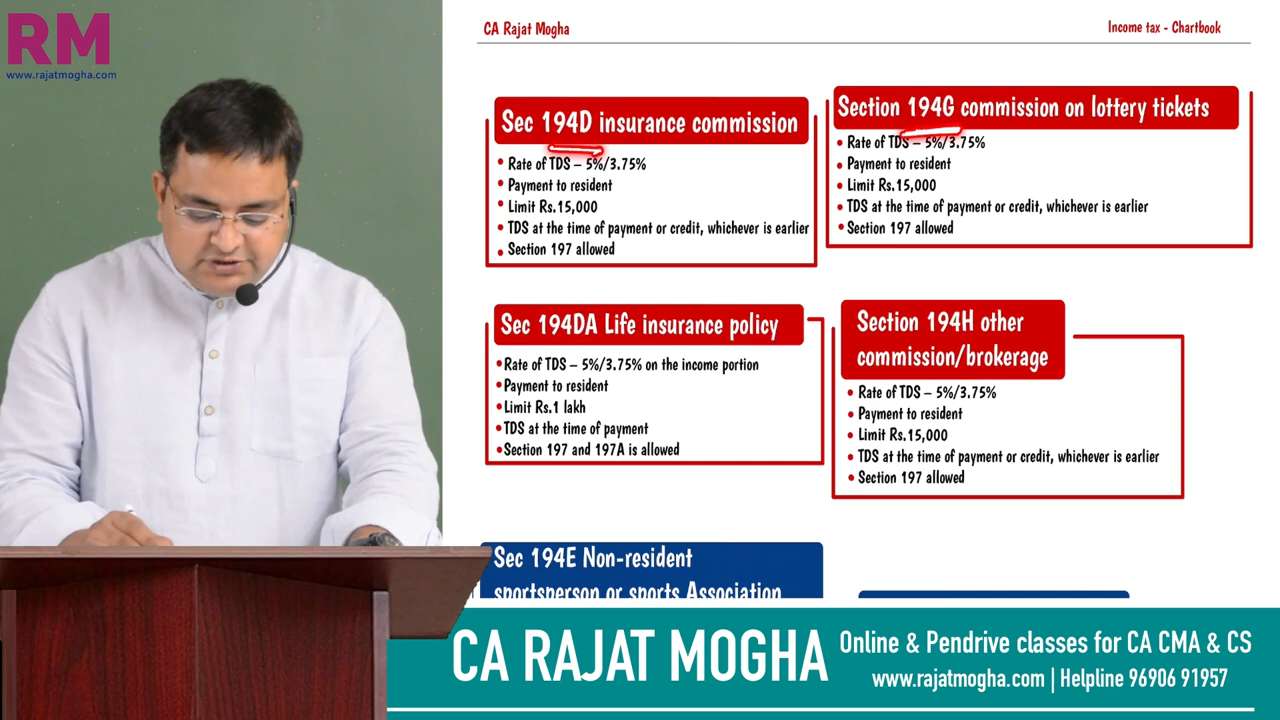 RM
www.rajatmogha.com
CA Rajat Mogha
Income tax - Chartbook
Sec 194D insurance commission
• Rate of TDS – 5%/3.75%
• Payment to resident
• Limit Rs.15,000
• TDS at the time of payment or credit, whichever is earlier
• Section 197 allowed
Section 194G commission on lottery tickets
• Rate of TDS – 5%/3.75%
• Payment to resident
• Limit Rs.15,000
• TDS at the time of payment or credit, whichever is earlier
• Section 197 allowed
Sec 194DA Life insurance policy
• Rate of TDS – 5%/3.75% on the income portion
• Payment to resident
• Limit Rs.1 lakh
• TDS at the time of payment
• Section 197 and 197A is allowed
Section 194H other
commission/brokerage
• Rate of TDS – 5%/3.75%
• Payment to resident
• Limit Rs.15,000
• TDS at the time of payment or credit, whichever is earlier
• Section 197 allowed
Sec 194E Non-resident
sportsperson or sports Association
CA RAJAT MOGHA
Online & Pendrive classes for CA CMA & CS
www.rajatmogha.com | Helpline 96906 91957